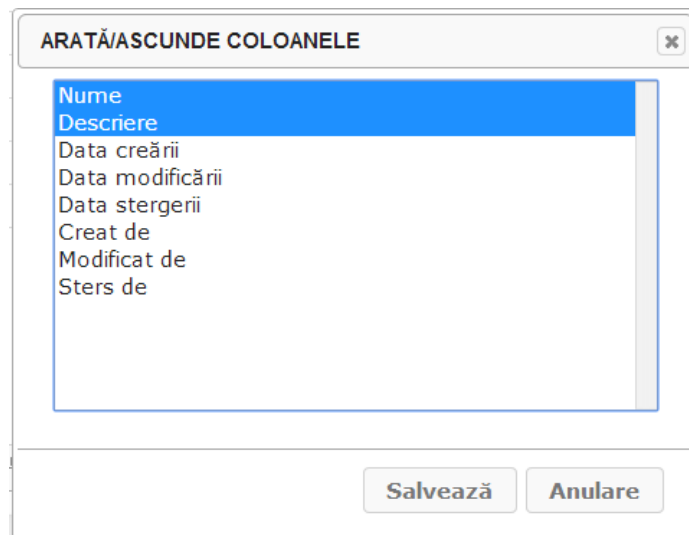 ARATĂ/ASCUNDE COLOANELE
Nume
Descriere
Data creării
Data modificării
Data stergerii
Creat de
Modificat de
Sters de
Salvează
Anulare